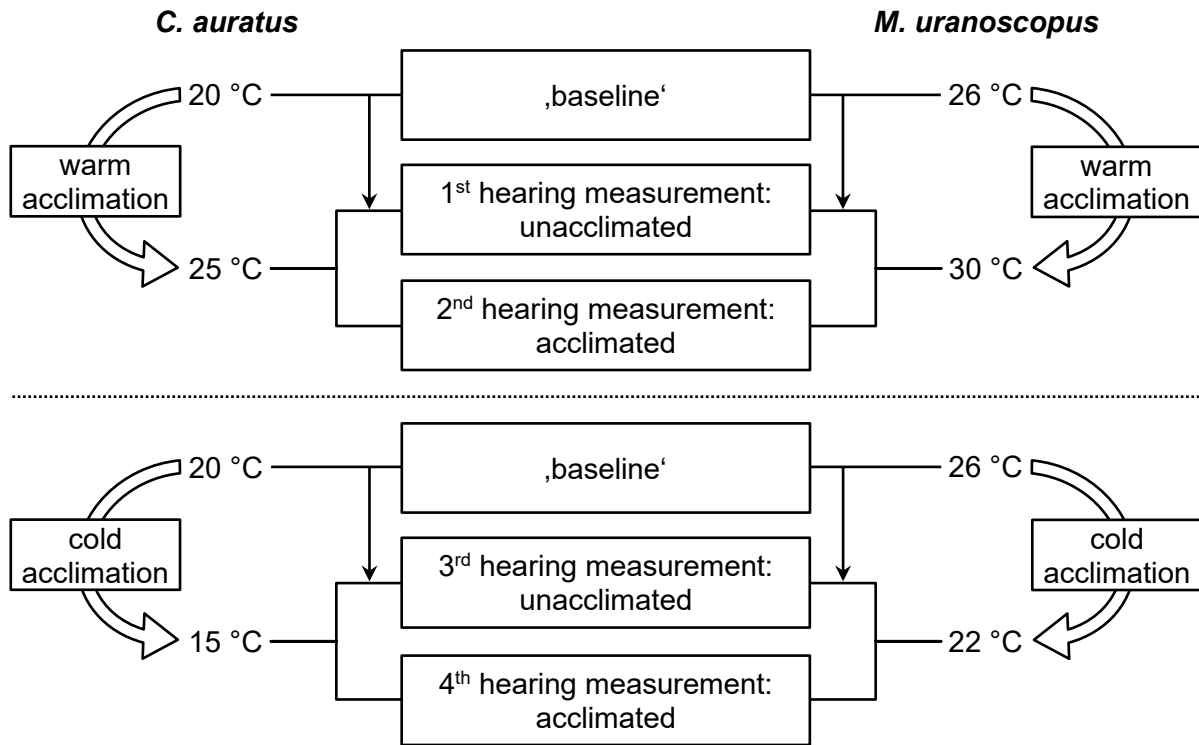 C. auratus
M. uranoscopus
20 °C
‚baseline‘
26 °C
warm
acclimation
1st hearing measurement:
unacclimated
warm
acclimation
25 °C
30 °C
2nd hearing measurement:
acclimated
20 °C
‚baseline‘
26 °C
cold
acclimation
3rd hearing measurement:
unacclimated
cold
acclimation
15 °C
22 °C
4th hearing measurement:
acclimated